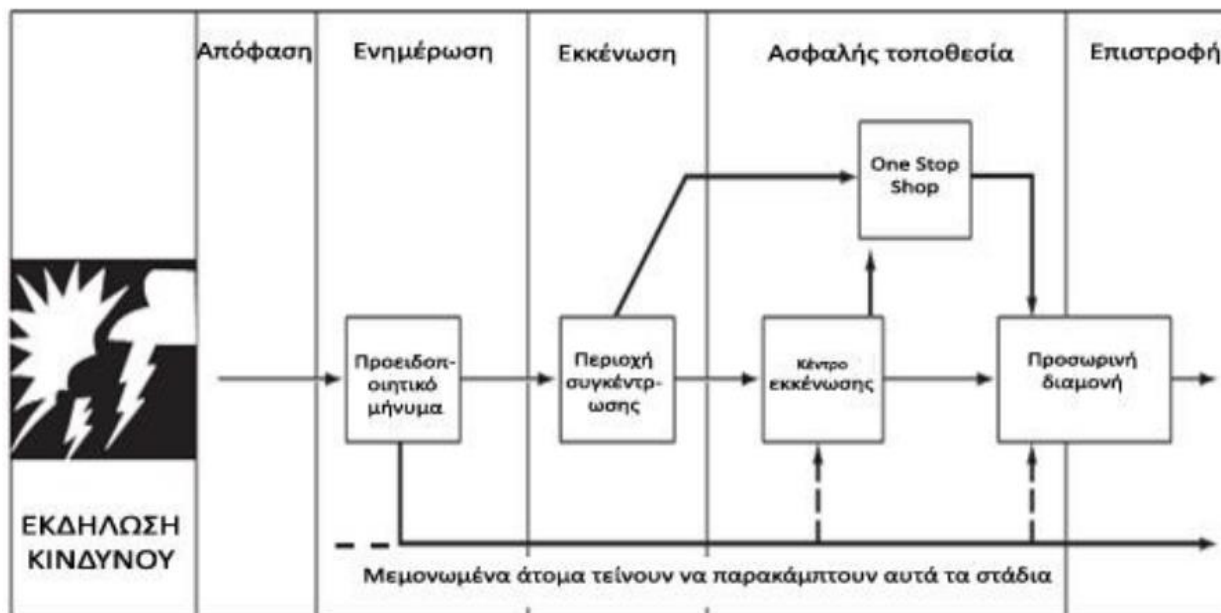 Απόφαση
Ενημέρωση
Εκκένωση
Ασφαλής τοποθεσία
Επιστροφή
One Stop
Shop
Προειδοπ-
οιητικό
μήνυμα
Περιοχή
συγκέντρ-
ωσης
Κέντρο
εκκένωσης
Προσωρινή
διαμονή
ΕΚΔΗΛΩΣΗ
ΚΙΝΔΥΝΟΥ
Μεμονωμένα άτομα τείνουν να παρακάμπτουν αυτά τα στάδια